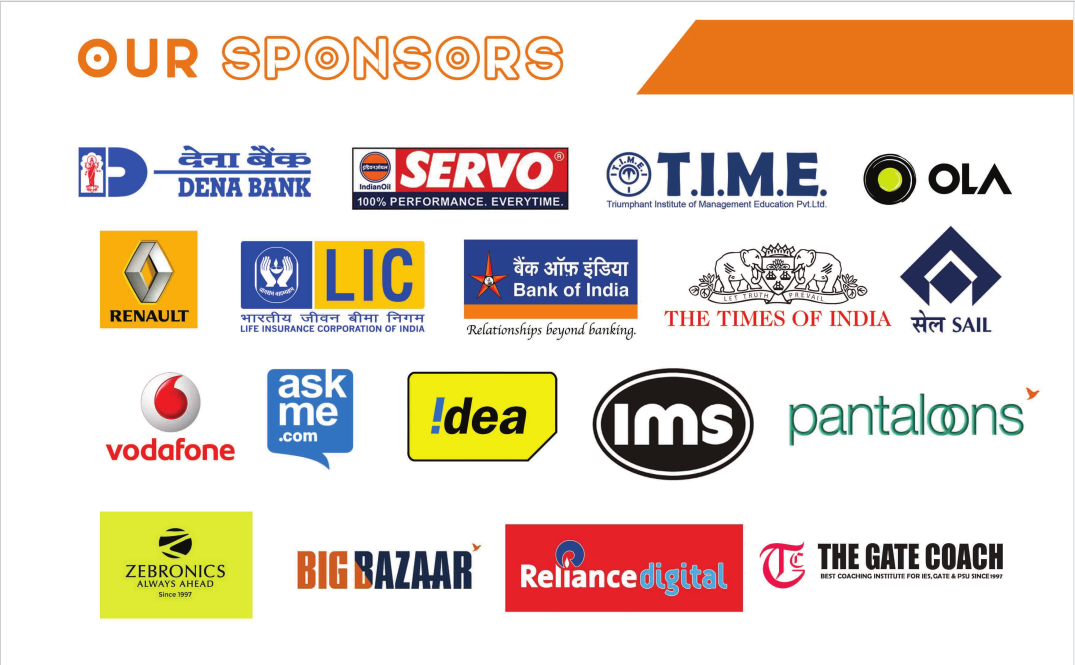 OUR SPONSORS
देना बैंक
DENA BANK
IndianOil
SERVO®
100% PERFORMANCE. EVERYTIME.
T.I.M.E.
T.I.M.E.
Triumphant Institute of Management Education Pvt.Ltd.
OLA
RENAULT
LIC
भारतीय जीवन बीमा निगम
LIFE INSURANCE CORPORATION OF INDIA
बैंक ऑफ़ इंडिया
Bank of India
Relationships beyond banking.
LET TRUTH PREVAIL
THE TIMES OF INDIA
सेल SAIL
vodafone
ask
me
.com
!dea
ims
pantaloons
ZEBRONICS
ALWAYS AHEAD
Since 1997
BIG BAZAAR
Reliance digital
THE GATE COACH
BEST COACHING INSTITUTE FOR IES, GATE & PSU SINCE 1997